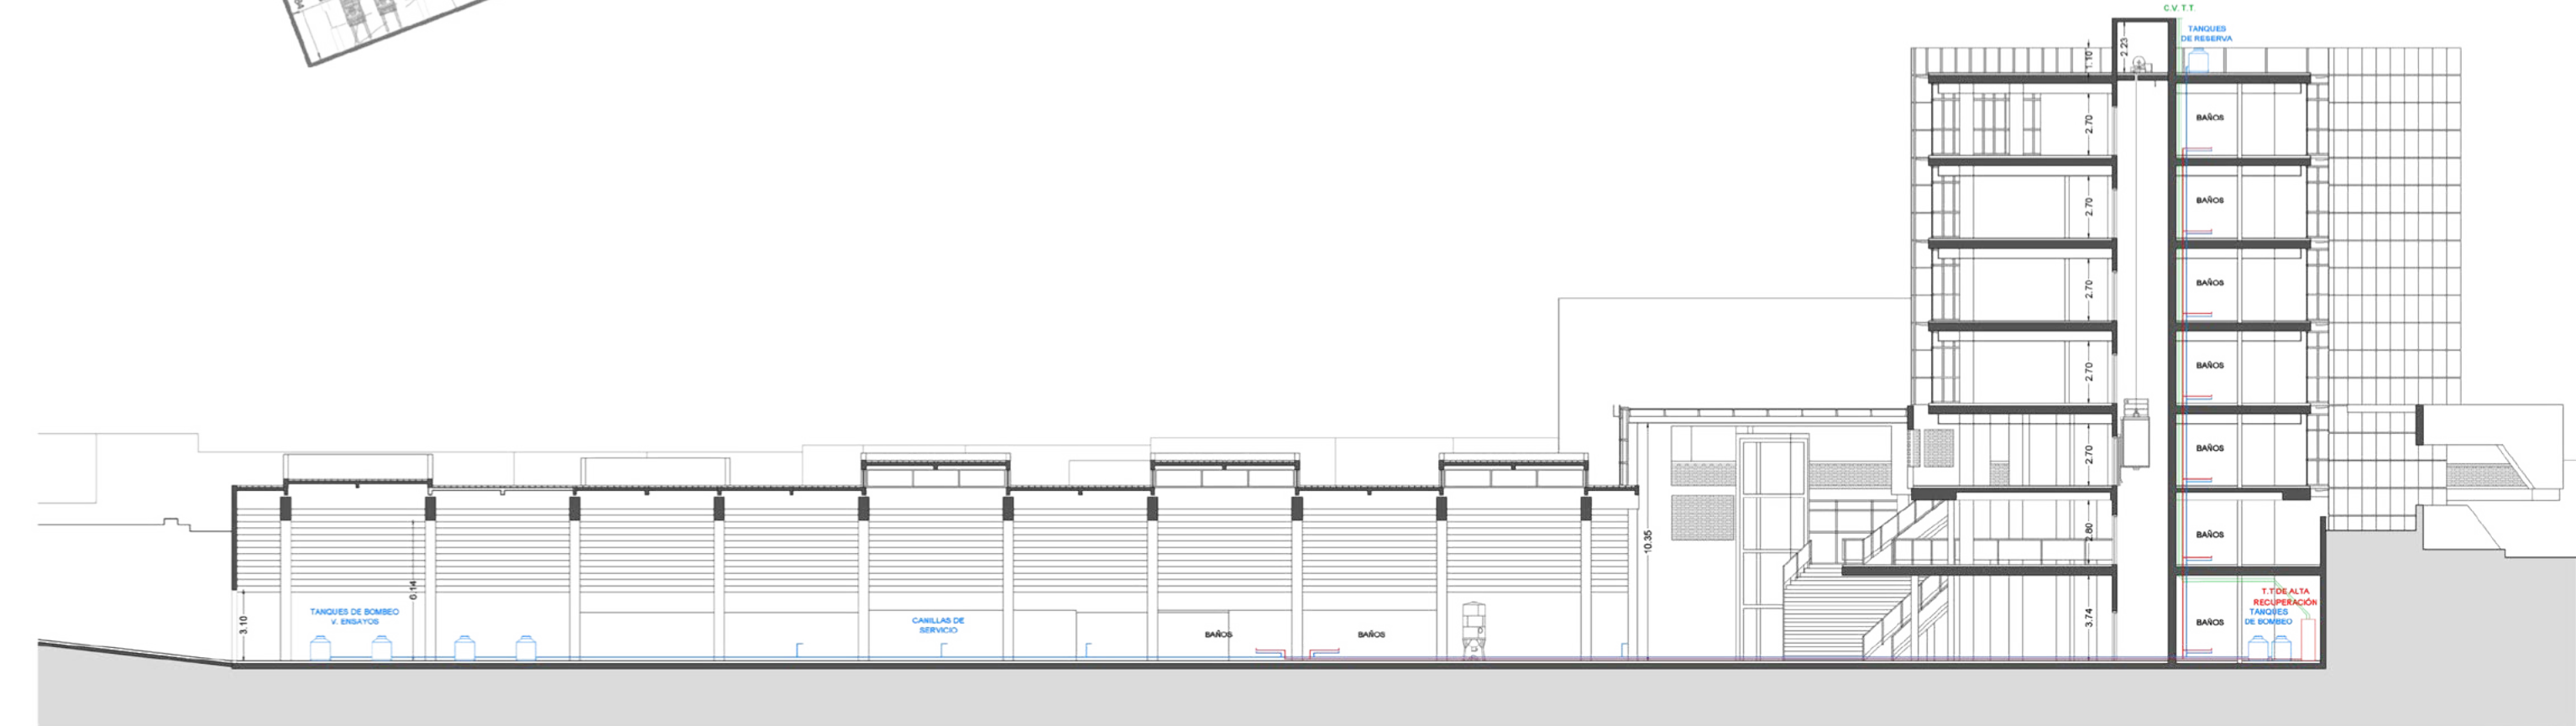 C.V. T.T.
TANQUES
DE RESERVA
1.10
2.23
2.70
BAÑOS
2.70
BAÑOS
2.70
BAÑOS
2.70
BAÑOS
2.70
BAÑOS
2.80
BAÑOS
10.35
6.14
3.10
TANQUES DE BOMBEO
V. ENSAYOS
CANILLAS DE
SERVICIO
BAÑOS
BAÑOS
3.74
BAÑOS
T.T DE ALTA
RECUPERACIÓN
TANQUES
DE BOMBEO